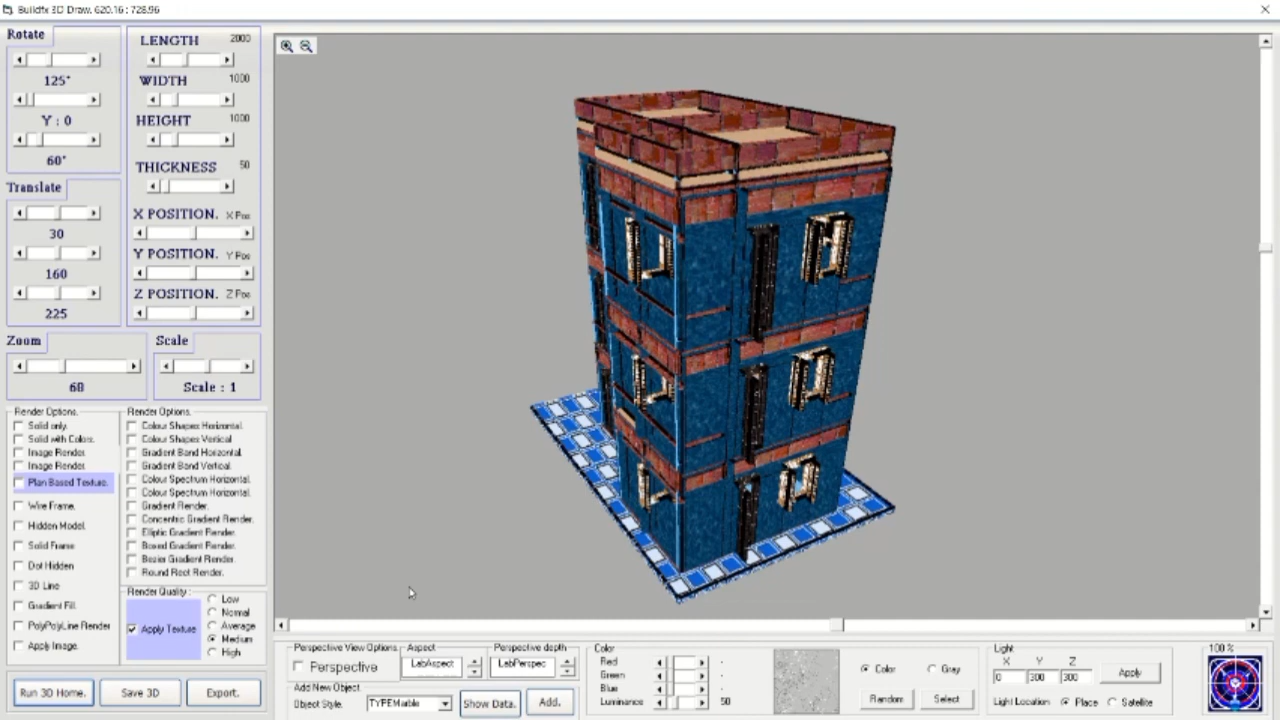 Buildfx 3D Draw. 620.16 : 728.96
Rotate
125°
Y : 0
60°
Translate
30
160
225
LENGTH 2000
WIDTH 1000
HEIGHT 1000
THICKNESS 50
X POSITION. X Pos
Y POSITION. Y Pos
Z POSITION. Z Pos
Zoom
68
Scale
Scale : 1
Render Options.
Solid only.
Solid with Colors.
Image Render.
Image Render.
Plan Based Texture.
Wire Frame.
Hidden Model.
Solid Frame
Dot Hidden
3D Line
Gradient Fill.
PolyPolyLine Render
Apply Image.
Render Options.
Colour Shapes Horizontal.
Colour Shapes Vertical
Gradient Band Horizontal.
Gradient Band Vertical.
Colour Spectrum Horizontal.
Colour Spectrum Horizontal.
Gradient Render.
Concentric Gradient Render.
Elliptic Gradient Render.
Boxed Gradient Render.
Bezier Gradient Render.
Round Rect Render.
Render Quality :
Apply Texture
Low
Normal
Average
Medium
High
Run 3D Home.
Save 3D
Export.
Perspective View Options.
Perspective
Aspect
LabAspect
Perspective depth
LabPerspec
Add New Object
Object Style.
TYPEMarble
Show Data.
Add.
Color
Red
Green
Blue
Luminance 50
Color
Gray
Random
Select
Light
X Y Z
0 300 300
Apply
Light Location
Place
Satellite
100 %